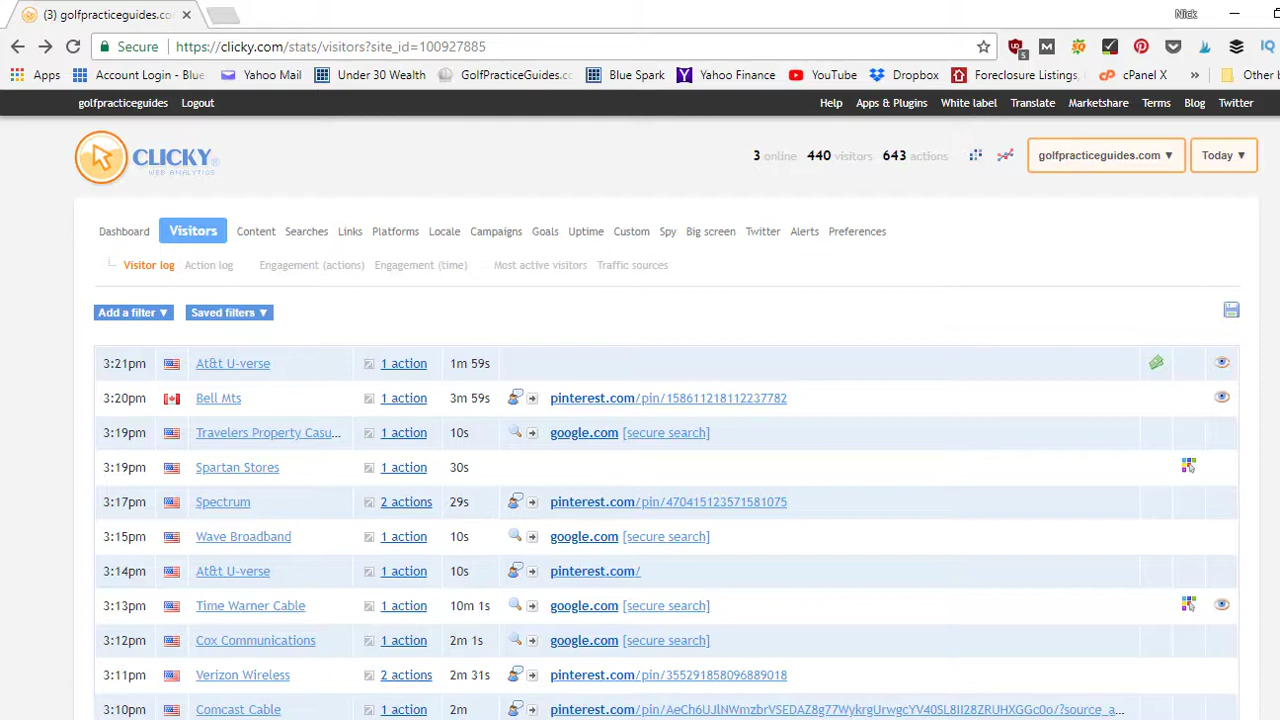 (3) golfpracticeguides.co
Nick
Secure https://clicky.com/stats/visitors?site_id=100927885
Apps Account Login - Blue Yahoo Mail Under 30 Wealth GolfPracticeGuides.cc Blue Spark Yahoo Finance YouTube Dropbox Foreclosure Listings, cPanel X » Other b
golfpracticeguides Logout Help Apps & Plugins White label Translate Marketshare Terms Blog Twitter
CLICKY®
WEB ANALYTICS
3 online 440 visitors 643 actions golfpracticeguides.com ▼ Today ▼
Dashboard Visitors Content Searches Links Platforms Locale Campaigns Goals Uptime Custom Spy Big screen Twitter Alerts Preferences
Visitor log Action log Engagement (actions) Engagement (time) Most active visitors Traffic sources
Add a filter ▼ Saved filters ▼
3:21pm At&t U-verse 1 action 1m 59s
3:20pm Bell Mts 1 action 3m 59s pinterest.com/pin/158611218112237782
3:19pm Travelers Property Casu... 1 action 10s google.com [secure search]
3:19pm Spartan Stores 1 action 30s
3:17pm Spectrum 2 actions 29s pinterest.com/pin/470415123571581075
3:15pm Wave Broadband 1 action 10s google.com [secure search]
3:14pm At&t U-verse 1 action 10s pinterest.com/
3:13pm Time Warner Cable 1 action 10m 1s google.com [secure search]
3:12pm Cox Communications 1 action 2m 1s google.com [secure search]
3:11pm Verizon Wireless 2 actions 2m 31s pinterest.com/pin/355291858096889018
3:10pm Comcast Cable 1 action 2m pinterest.com/pin/AeCh6UJlNWmzbrVSEDAZ8g77WykrgUrwgcYV40SL8II28ZRUHXGGc0o/?source_a...